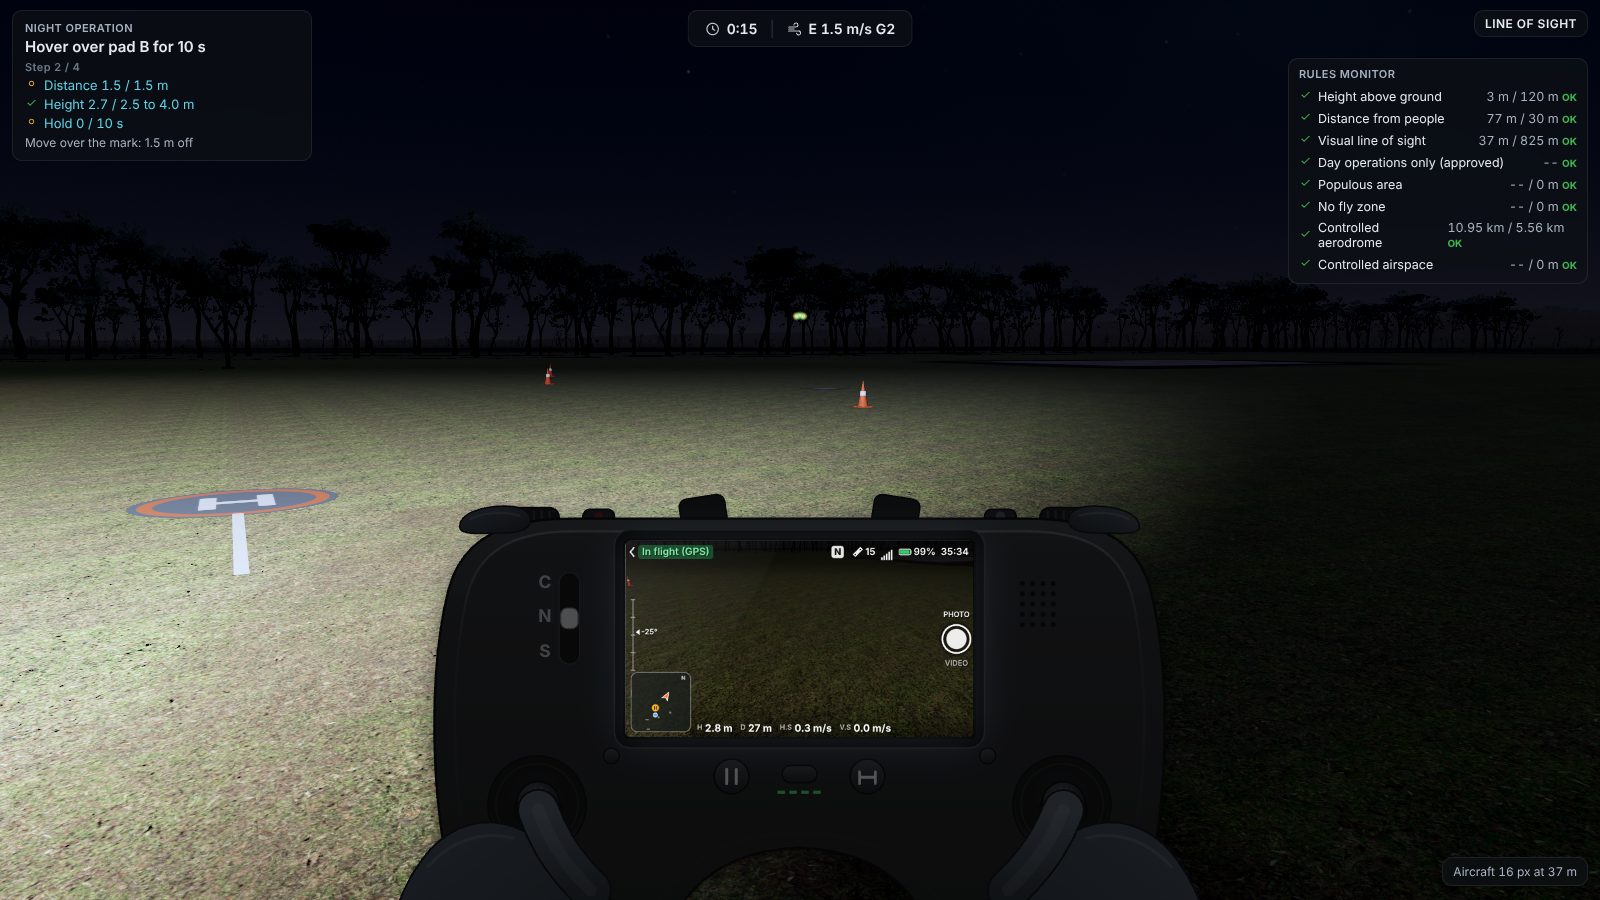 NIGHT OPERATION
Hover over pad B for 10 s
Step 2 / 4
Distance 1.5 / 1.5 m
Height 2.7 / 2.5 to 4.0 m
Hold 0 / 10 s
Move over the mark: 1.5 m off
0:15
E 1.5 m/s G2
LINE OF SIGHT
RULES MONITOR
Height above ground 3 m / 120 m OK
Distance from people 77 m / 30 m OK
Visual line of sight 37 m / 825 m OK
Day operations only (approved) -- OK
Populous area -- / 0 m OK
No fly zone -- / 0 m OK
Controlled aerodrome 10.95 km / 5.56 km OK
Controlled airspace -- / 0 m OK
In flight (GPS)
N 15 99% 35:34
C
N
S
-25°
PHOTO
VIDEO
N
H 2.8 m D 27 m H.S 0.3 m/s V.S 0.0 m/s
Aircraft 16 px at 37 m